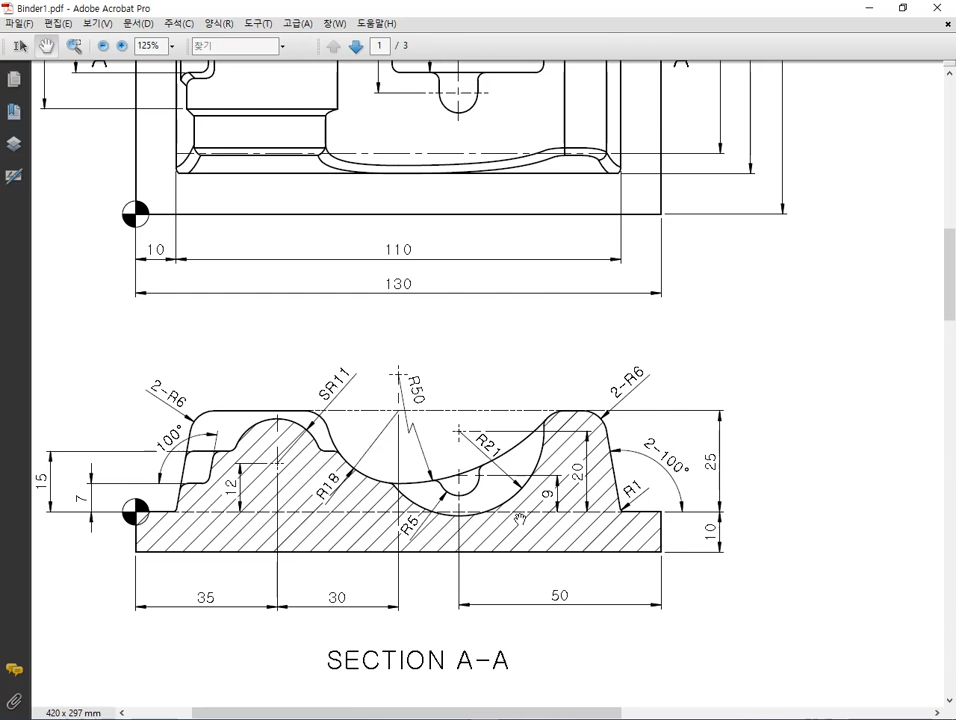 Binder1.pdf - Adobe Acrobat Pro
파일(F) 편집(E) 보기(V) 문서(D) 주석(C) 양식(R) 도구(T) 고급(A) 창(W) 도움말(H)
125% 찾기 1 / 3
A A
10 110
130
2-R6 SR11 R50 2-R6
100° R21 2-100°
15 7 12 R18 R5 9 20 R1 25 10
35 30 50
SECTION A-A
420 x 297 mm